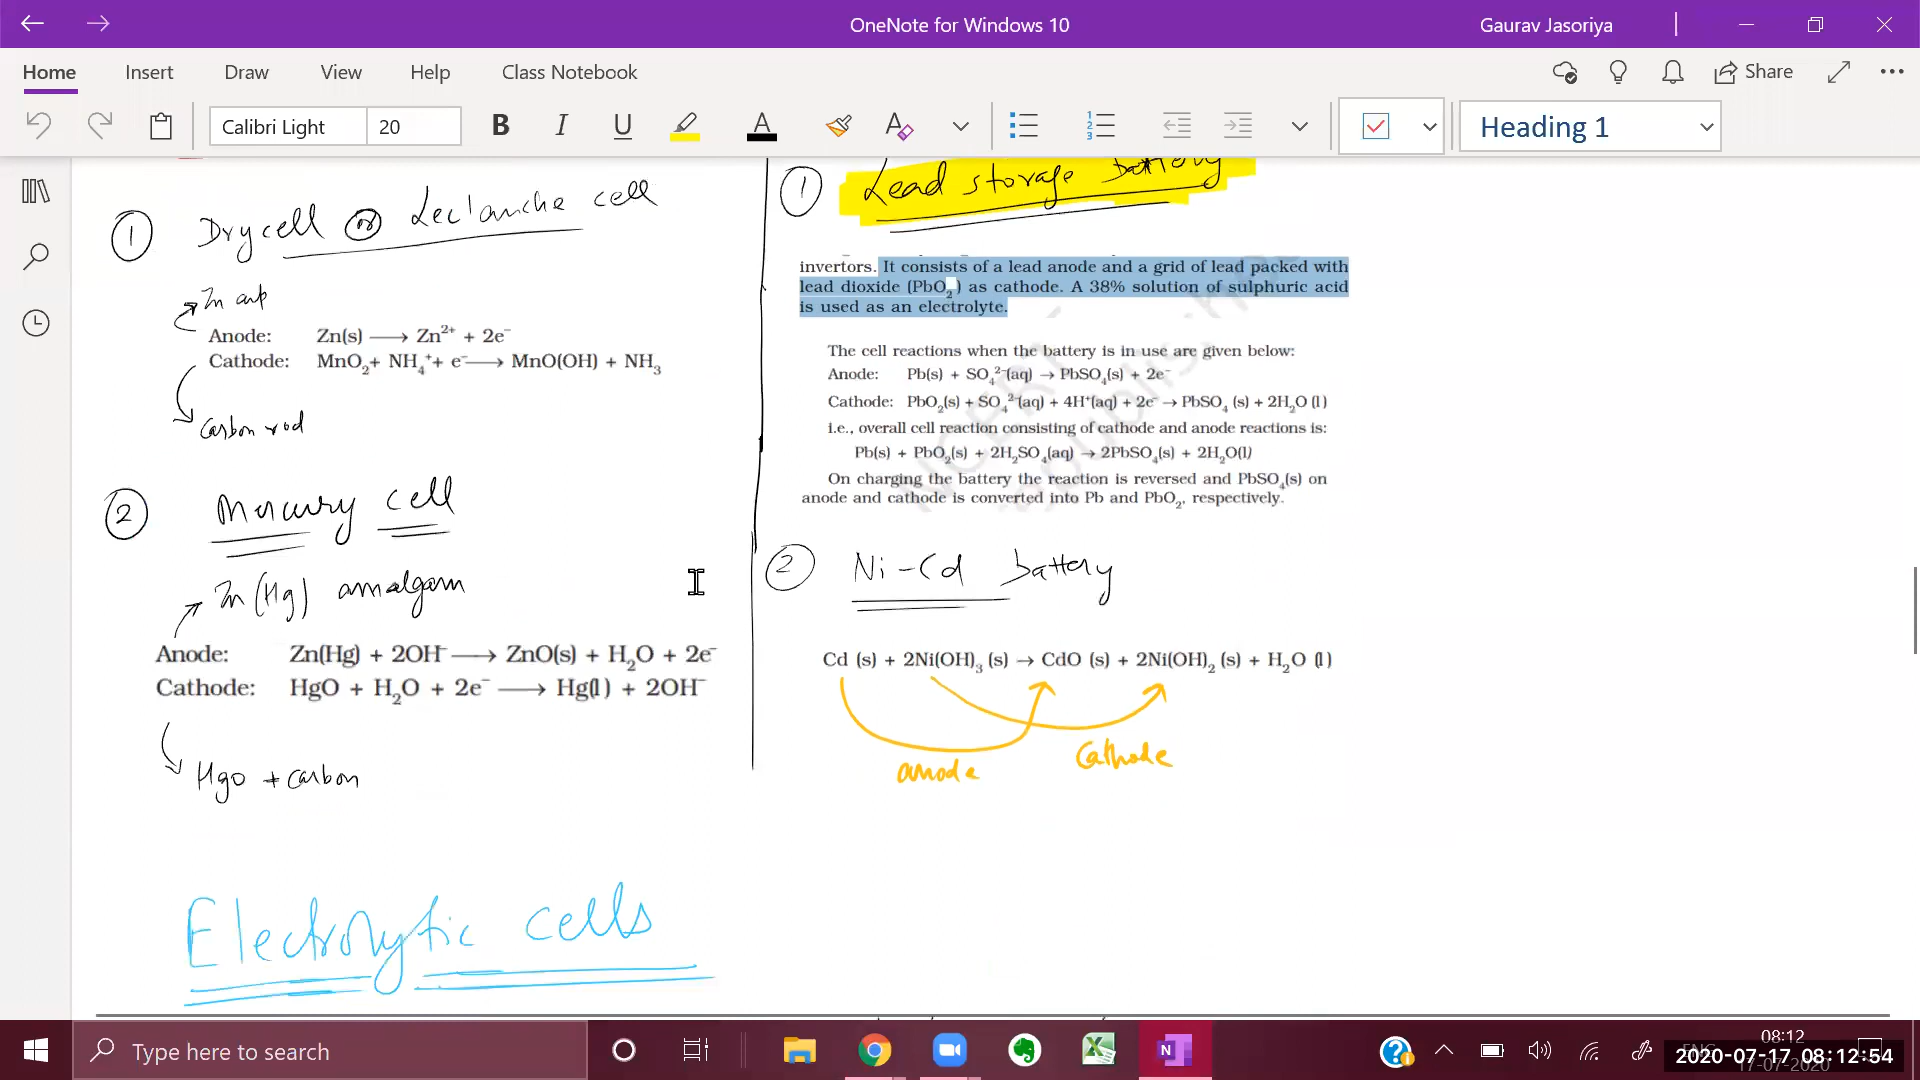 OneNote for Windows 10
Gaurav Jasoriya
Home Insert Draw View Help Class Notebook
Share
Calibri Light 20 B I U A A Heading 1
① Dry cell or Leclanche cell
Zn cup
Anode: Zn(s) ⟶ Zn²⁺ + 2e⁻
Cathode: MnO₂+ NH₄⁺+ e⁻⟶ MnO(OH) + NH₃
Carbon rod
② Mercury cell
Zn(Hg) amalgam
Anode: Zn(Hg) + 2OH⁻ ⟶ ZnO(s) + H₂O + 2e⁻
Cathode: HgO + H₂O + 2e⁻ ⟶ Hg(l) + 2OH⁻
HgO + carbon
① Lead storage battery
invertors. It consists of a lead anode and a grid of lead packed with
lead dioxide (PbO₂) as cathode. A 38% solution of sulphuric acid
is used as an electrolyte.
The cell reactions when the battery is in use are given below:
Anode: Pb(s) + SO₄²⁻(aq) → PbSO₄(s) + 2e⁻
Cathode: PbO₂(s) + SO₄²⁻(aq) + 4H⁺(aq) + 2e⁻ → PbSO₄ (s) + 2H₂O (l)
i.e., overall cell reaction consisting of cathode and anode reactions is:
Pb(s) + PbO₂(s) + 2H₂SO₄(aq) → 2PbSO₄(s) + 2H₂O(l)
On charging the battery the reaction is reversed and PbSO₄(s) on
anode and cathode is converted into Pb and PbO₂, respectively.
② Ni-Cd battery
Cd (s) + 2Ni(OH)₃ (s) → CdO (s) + 2Ni(OH)₂ (s) + H₂O (l)
anode
Cathode
Electrolytic cells
Type here to search
08:12
2020-07-17 08:12:54
17-07-2020